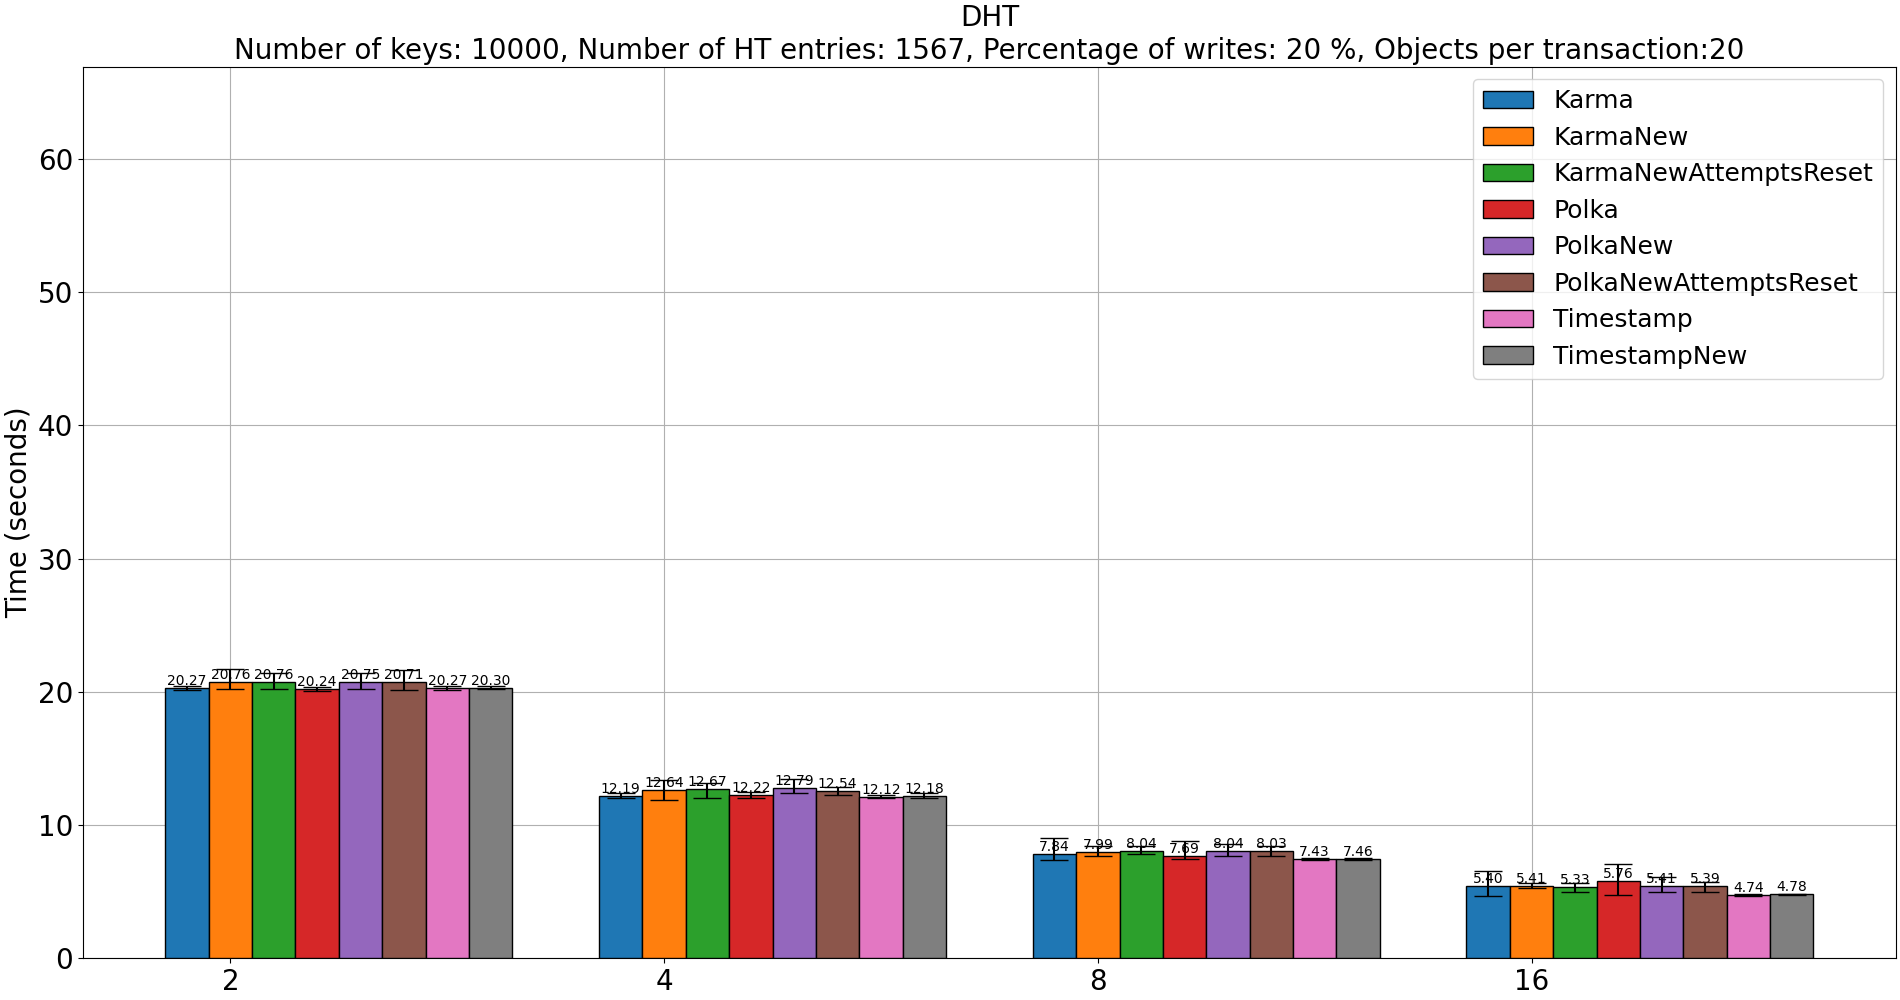 DHT
Number of keys: 10000, Number of HT entries: 1567, Percentage of writes: 20 %, Objects per transaction:20
Karma
KarmaNew
KarmaNewAttemptsReset
Polka
PolkaNew
PolkaNewAttemptsReset
Timestamp
TimestampNew
Time (seconds)
60
50
40
30
20
10
0
20.27 20.76 20.76 20.24 20.75 20.71 20.27 20.30
12.19 12.64 12.67 12.22 12.79 12.54 12.12 12.18
7.84 7.99 8.04 7.69 8.04 8.03 7.43 7.46
5.40 5.41 5.33 5.76 5.41 5.39 4.74 4.78
2 4 8 16